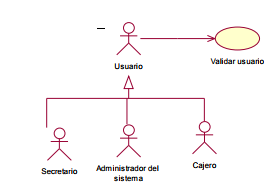 Usuario
Validar usuario
Secretario
Administrador del
sistema
Cajero